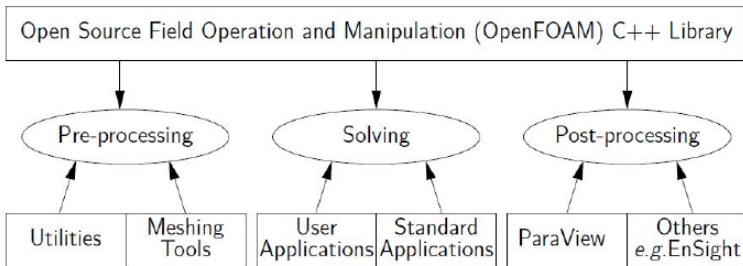 Open Source Field Operation and Manipulation (OpenFOAM) C++ Library
Pre-processing
Solving
Post-processing
Utilities
Meshing
Tools
User
Applications
Standard
Applications
ParaView
Others
e.g.EnSight